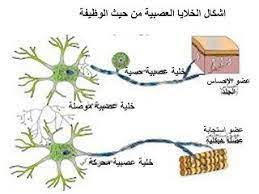 اشكال الخلايا العصبية من حيث الوظيفة
خلية عصبية حسية
عضو الاحساس
الجلد
خلية عصبية موصلة
عضو استجابة
عضلة هيكلية
خلية عصبية محركة